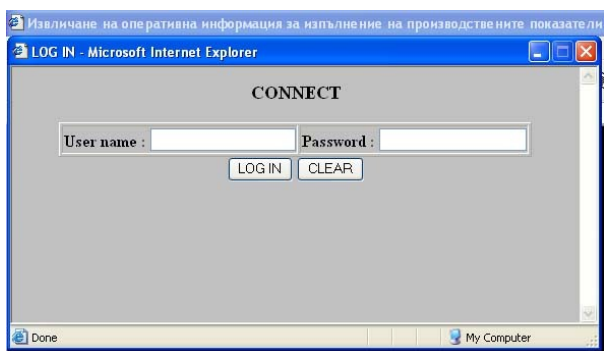 Извличане на оперативна информация за изпълнение на производствените показатели
LOG IN - Microsoft Internet Explorer
CONNECT
User name : Password :
LOG IN CLEAR
Done My Computer